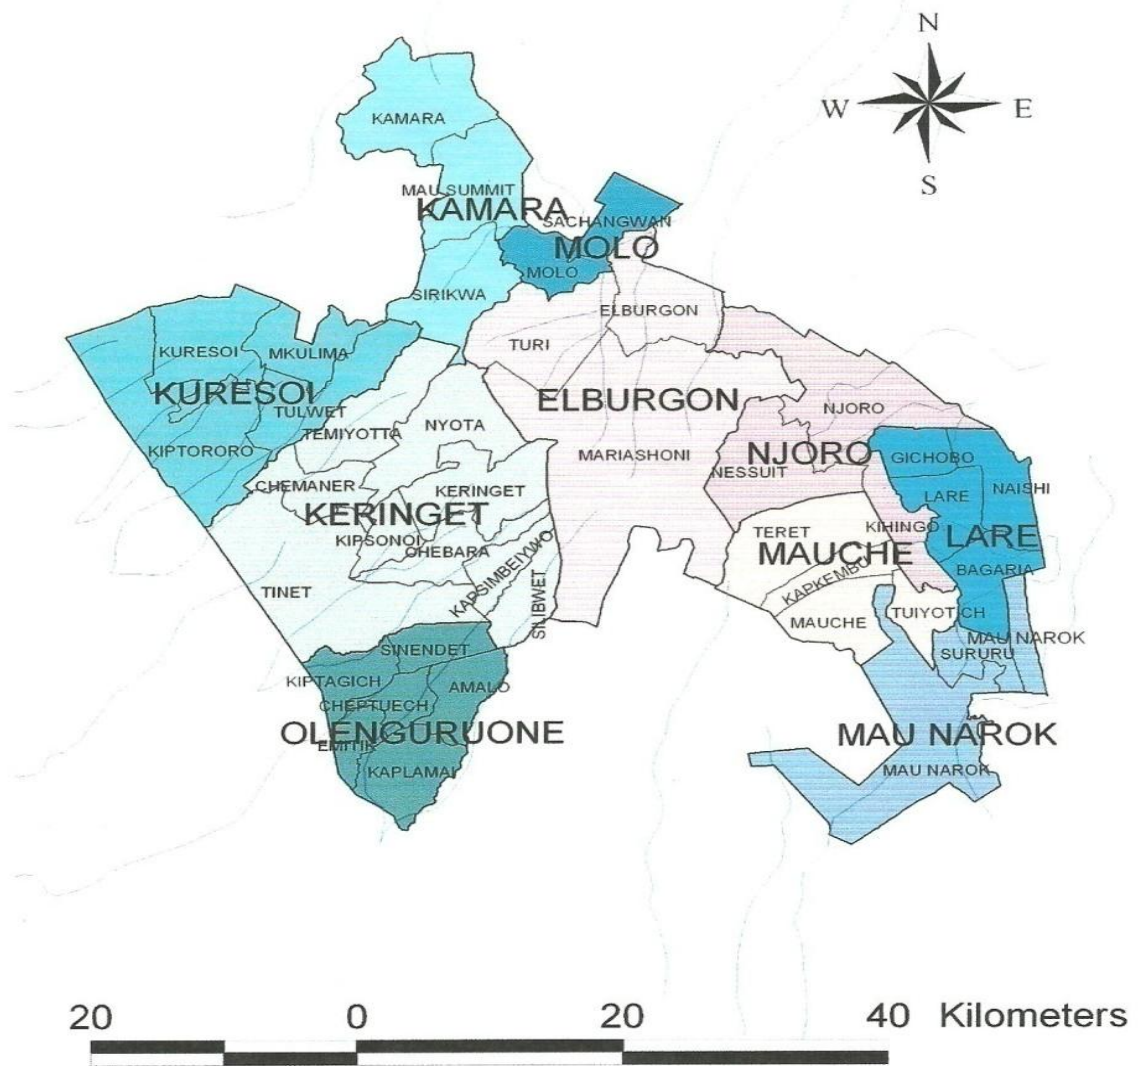 N
W E
S
KAMARA
MAU SUMMIT
KAMARA
SACHANGWAN
MOLO
MOLO
SIRIKWA
ELBURGON
TURI
KURESOI
MKULIMA
KURESOI
TULWET
ELBURGON
NJORO
TEMIYOTTA
NYOTA
KIPTORORO
MARIASHONI
NJORO
NESSUIT
GICHOBO
CHEMANER
KERINGET
LARE
NAISHI
KERINGET
KIPSONOI
CHEBARA
TERET
KIHINGO
LARE
MAUCHE
KAPSIMBEIYWO
KAPKEMBU
BAGARIA
TINET
SILIBWET
MAUCHE
TUIYOTICH
MAU NAROK
SINENDET
SURURU
KIPTAGICH
AMALO
CHEPTUECH
OLENGURUONE
MAU NAROK
EMITIK
KAPLAMAI
MAU NAROK
20 0 20 40 Kilometers